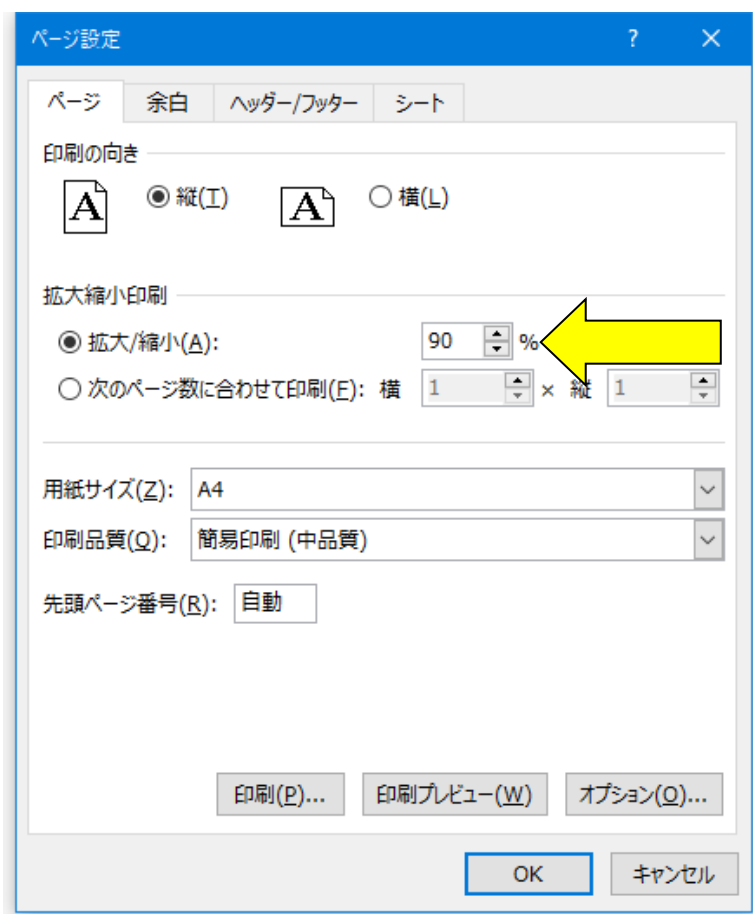 ページ設定 ?
ページ 余白 ヘッダー/フッター シート
印刷の向き
A 縦(T) A 横(L)
拡大縮小印刷
拡大/縮小(A): 90 %
次のページ数に合わせて印刷(F): 横 1 × 縦 1
用紙サイズ(Z): A4
印刷品質(Q): 簡易印刷 (中品質)
先頭ページ番号(R): 自動
印刷(P)... 印刷プレビュー(W) オプション(O)...
OK キャンセル